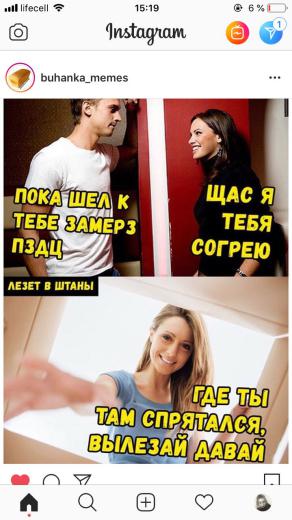 lifecell
15:19
6 %
Instagram
1
buhanka_memes
ПОКА ШЕЛ К
ТЕБЕ ЗАМЕРЗ
ПЗДЦ
ЩАС Я
ТЕБЯ
СОГРЕЮ
ЛЕЗЕТ В ШТАНЫ
ГДЕ ТЫ
ТАМ СПРЯТАЛСЯ,
ВЫЛЕЗАЙ ДАВАЙ